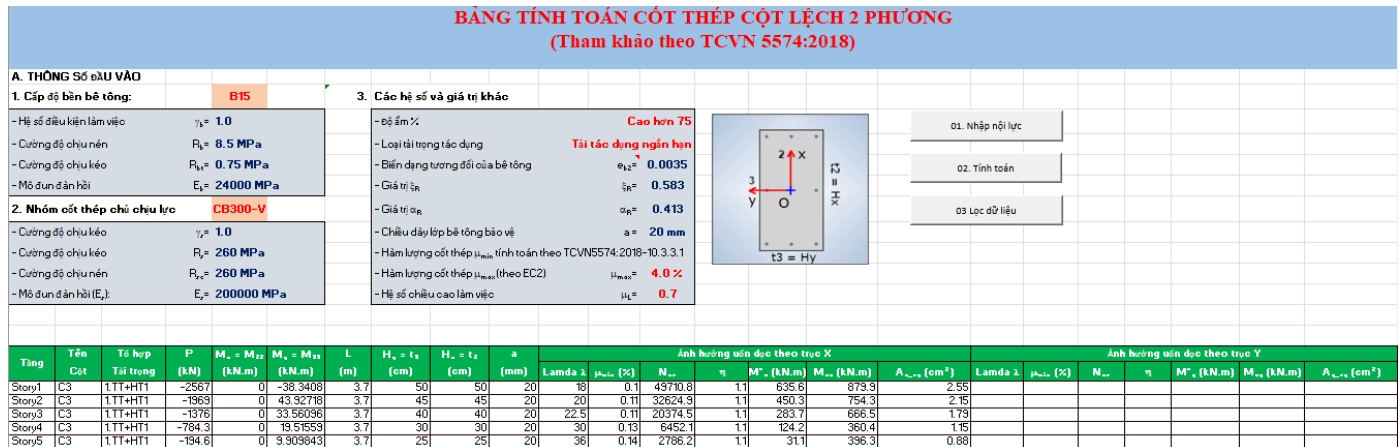 BẢNG TÍNH TOÁN CỐT THÉP CỘT LỆCH 2 PHƯƠNG
(Tham khảo theo TCVN 5574:2018)
A. THÔNG Số ĐẦU VÀO
1. Cấp độ bền bê tông: B15
3. Các hệ số và giá trị khác
- Hệ số điều kiện làm việc γb= 1.0
- Cường độ chịu nén Rb= 8.5 MPa
- Cường độ chịu kéo Rbt= 0.75 MPa
- Mô đun đàn hồi Eb= 24000 MPa
2. Nhóm cốt thép chủ chịu lực CB300-V
- Cường độ chịu kéo γs= 1.0
- Cường độ chịu kéo Rs= 260 MPa
- Cường độ chịu nén Rsc= 260 MPa
- Mô đun đàn hồi (Es): Es= 200000 MPa
- Độ ẩm % Cao hơn 75
- Loại tải trọng tác dụng Tải tác dụng ngắn hạn
- Biến dạng tương đối của bê tông eb2= 0.0035
- Giá trị ξR ξR= 0.583
- Giá trị αR αR= 0.413
- Chiều dày lớp bê tông bảo vệ a= 20 mm
- Hàm lượng cốt thép μmin tính toán theo TCVN5574:2018-10.3.3.1
- Hàm lượng cốt thép μmax(theo EC2) μmax= 4.0 %
- Hệ số chiều cao làm việc μL= 0.7
2 X
3
y O
t2 = Hx
t3 = Hy
01. Nhập nội lực
02. Tính toán
03 Lọc dữ liệu
Tầng Tên Cột Tổ hợp Tải trọng P (kN) Mx = M22 (kN.m) My = M33 (kN.m) L (m) Hy = t3 (cm) Hx = t2 (cm) a (mm) Ảnh hưởng uốn dọc theo trục X Ảnh hưởng uốn dọc theo trục Y
Lamda λ μmin (%) Ncr η M*x (kN.m) Mgh (kN.m) (cm²) Lamda λ μmin (%) Ncr η (kN.m) (kN.m) (cm²)
Story1 C3 1.TT+HT1 -2567 0 -38.3408 3.7 50 50 20 18 0.1 49710.8 1.1 635.6 879.9 2.55
Story2 C3 1.TT+HT1 -1969 0 43.92718 3.7 45 45 20 20 0.11 32624.9 1.1 450.3 754.3 2.15
Story3 C3 1.TT+HT1 -1376 0 33.56096 3.7 40 40 20 22.5 0.11 20374.5 1.1 283.7 666.5 1.79
Story4 C3 1.TT+HT1 -784.3 0 19.51559 3.7 30 30 20 30 0.13 6452.1 1.1 124.2 360.4 1.15
Story5 C3 1.TT+HT1 -194.6 0 9.909843 3.7 25 25 20 36 0.14 2786.2 1.1 31.1 396.3 0.88